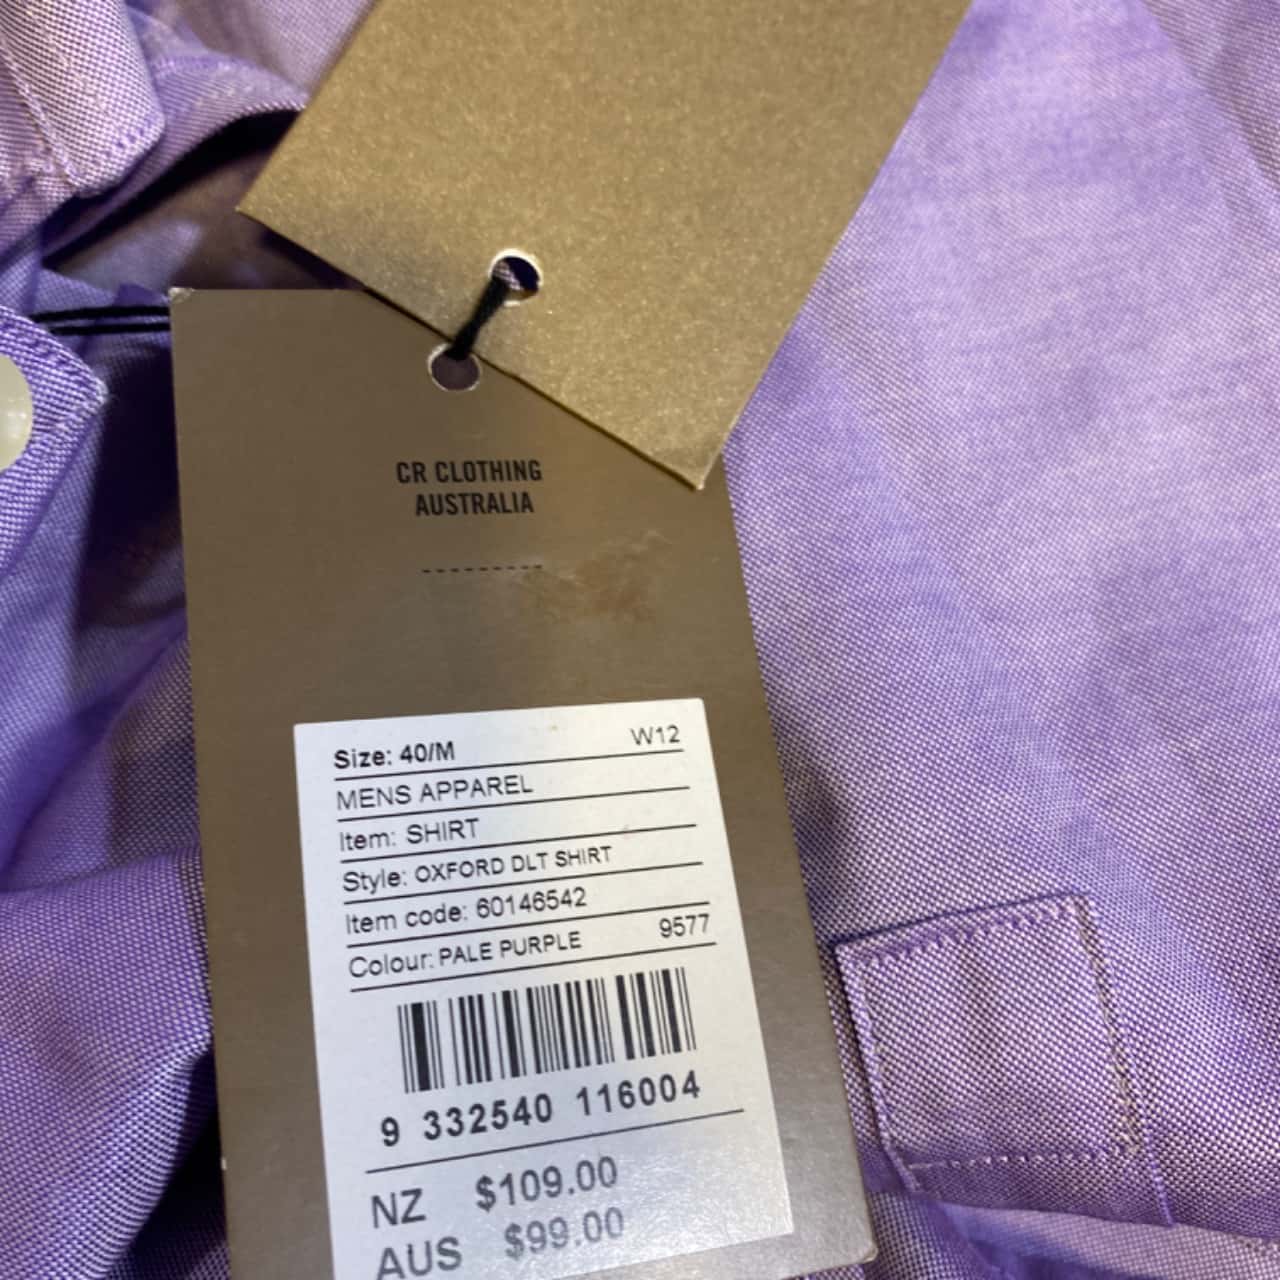 CR CLOTHING
AUSTRALIA
Size: 40/M W12
MENS APPAREL
Item: SHIRT
Style: OXFORD DLT SHIRT
Item code: 60146542
Colour: PALE PURPLE 9577
9 332540 116004
NZ $109.00
AUS $99.00